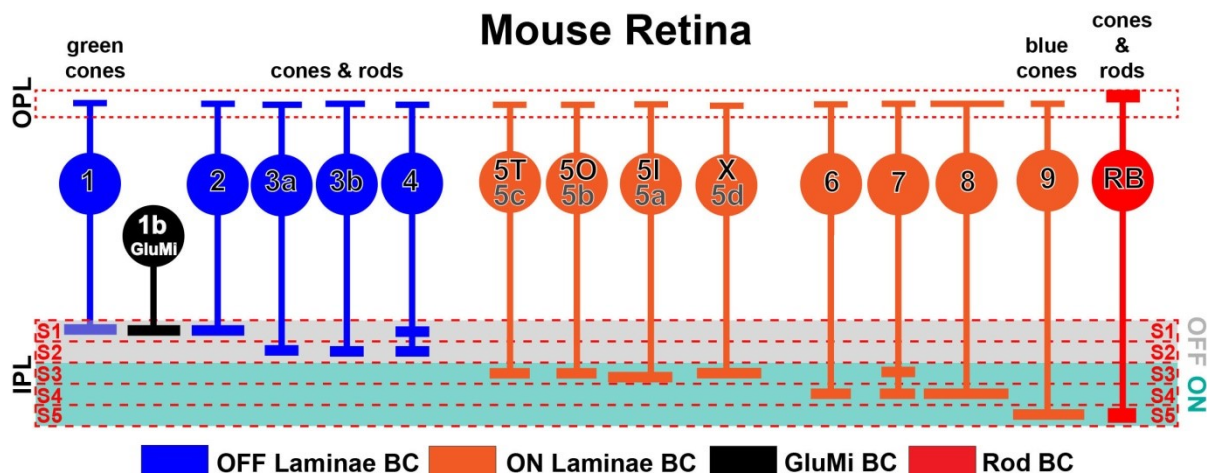 Mouse Retina
green
cones
cones & rods
blue
cones
cones
&
rods
OPL
1
1b
GluMi
2
3a
3b
4
5T
5c
5O
5b
5I
5a
X
5d
6
7
8
9
RB
IPL
S1
S2
S3
S4
S5
S1
S2
S3
S4
S5
OFF
ON
OFF Laminae BC
ON Laminae BC
GluMi BC
Rod BC